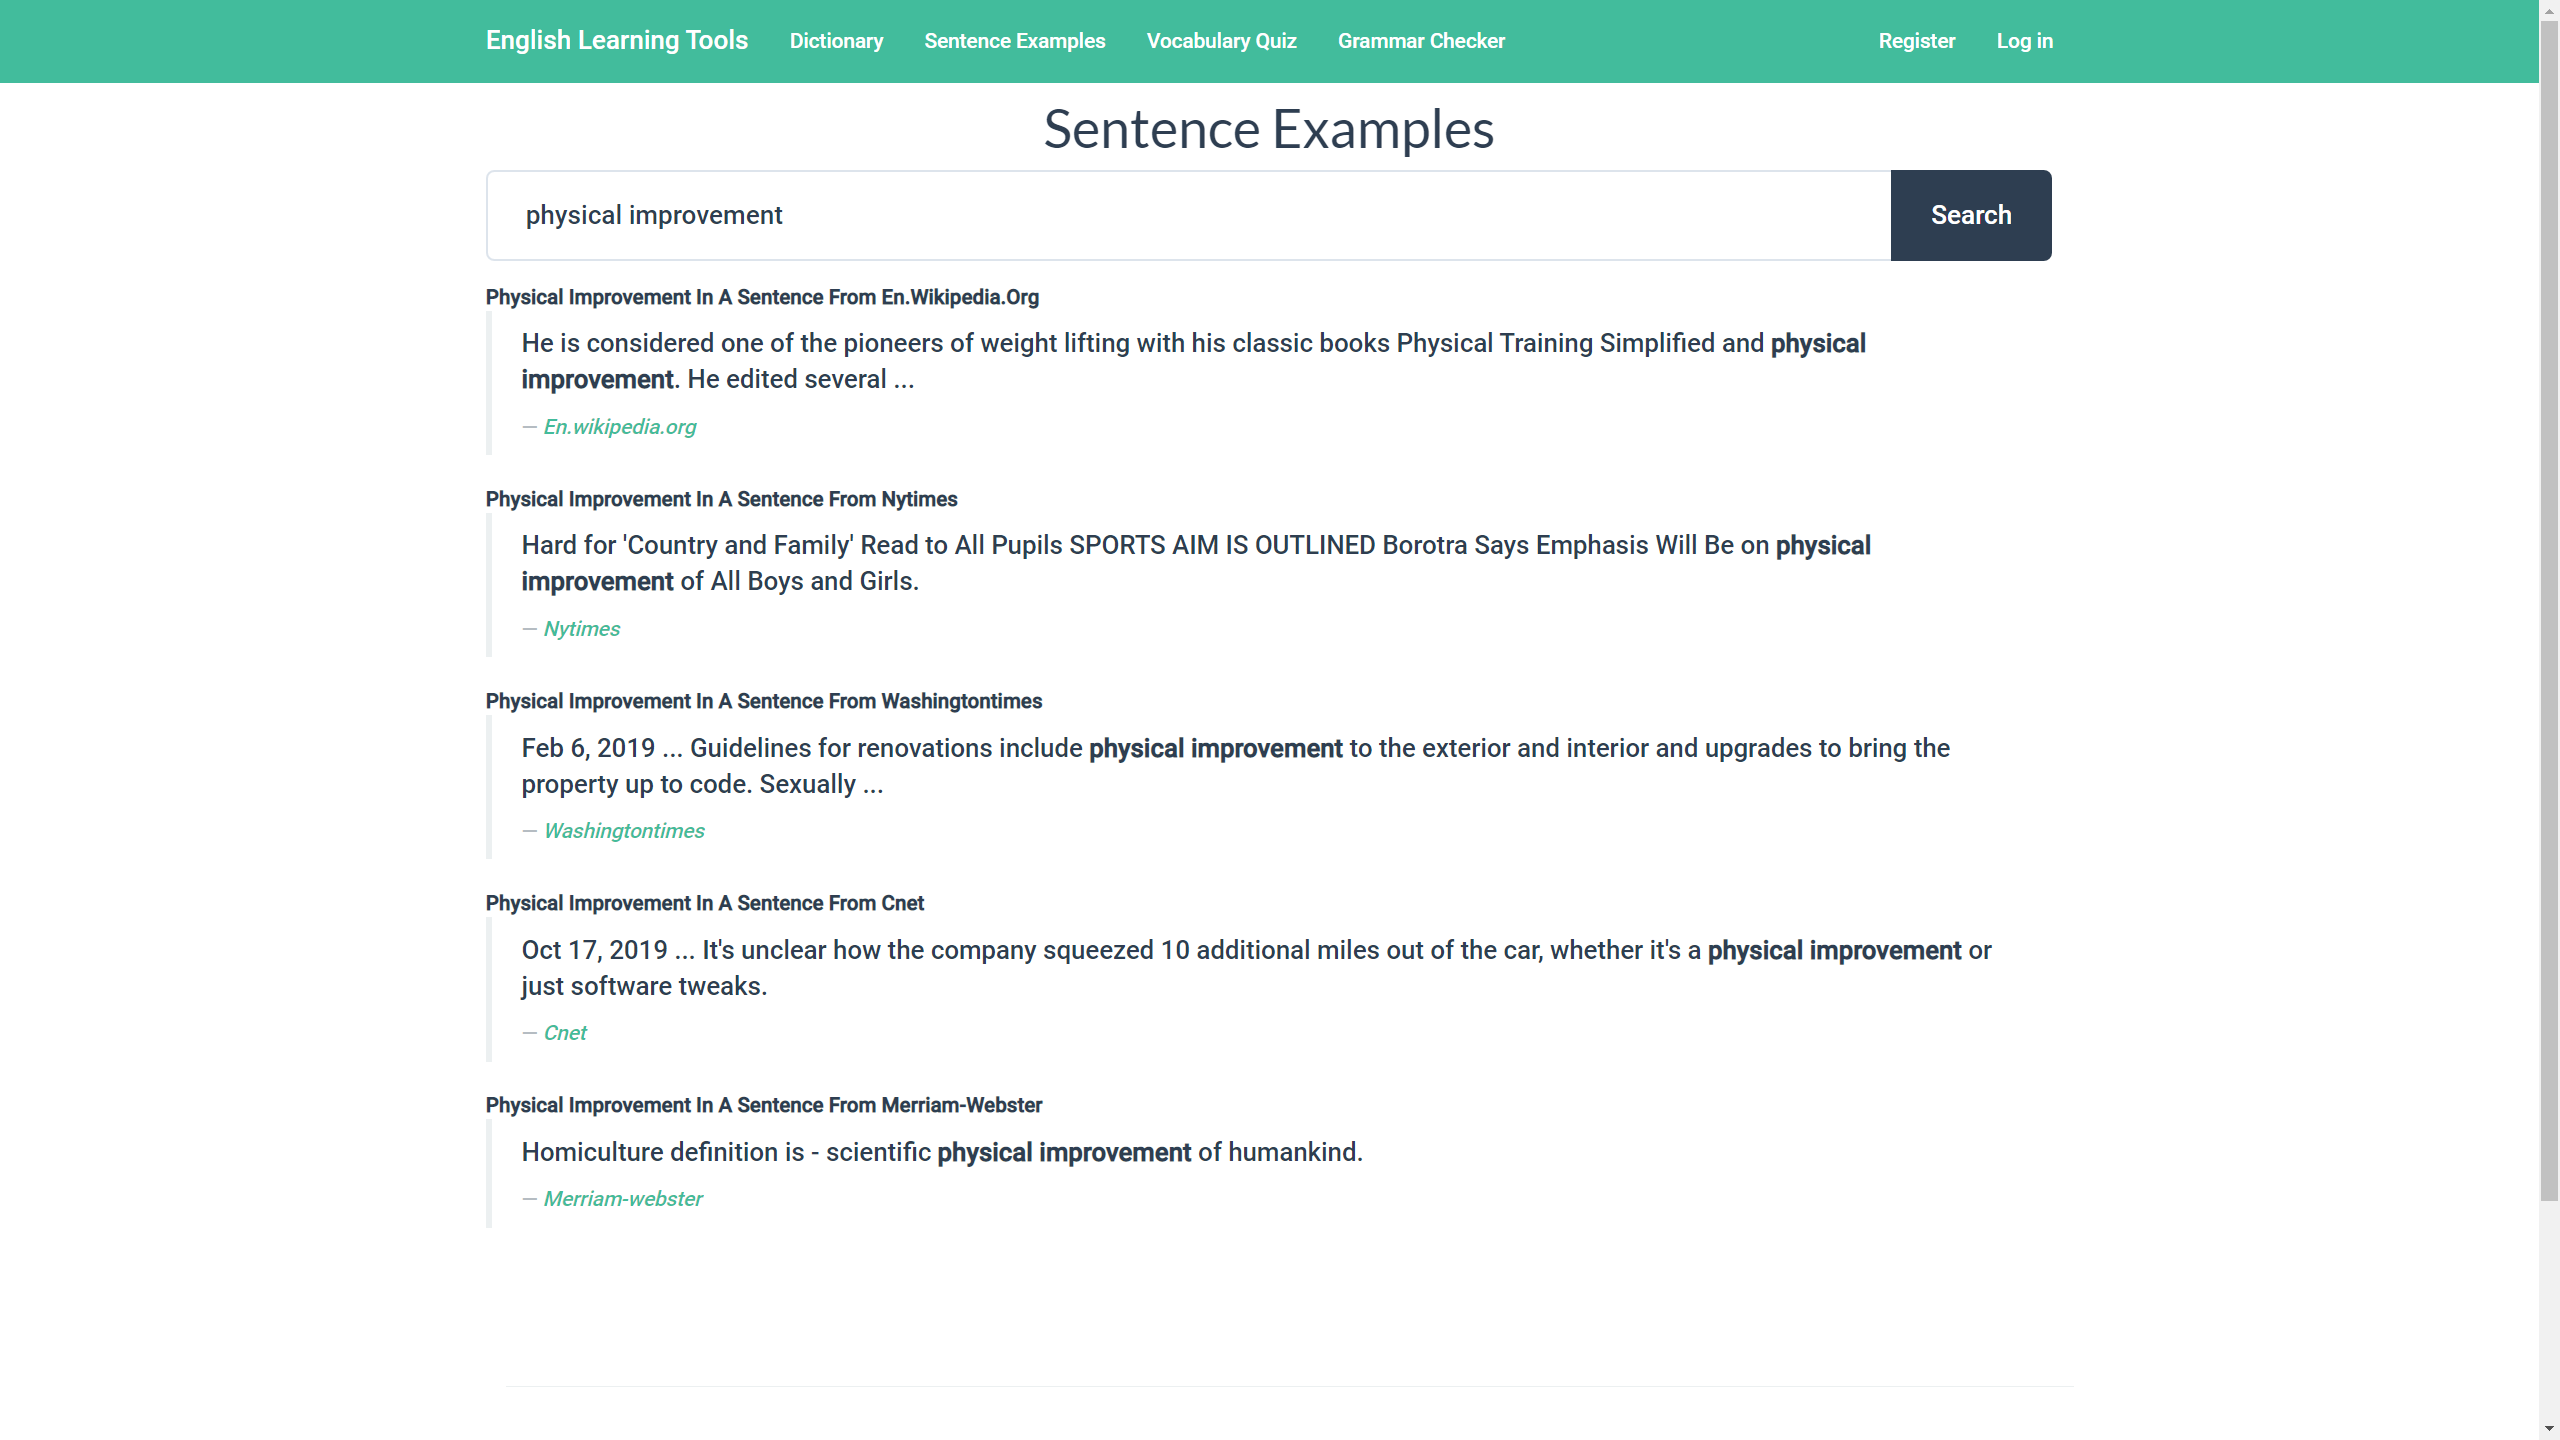 English Learning Tools Dictionary Sentence Examples Vocabulary Quiz Grammar Checker Register Log in
Sentence Examples
physical improvement Search
Physical Improvement In A Sentence From En.Wikipedia.Org
He is considered one of the pioneers of weight lifting with his classic books Physical Training Simplified and physical
improvement. He edited several ...
— En.wikipedia.org
Physical Improvement In A Sentence From Nytimes
Hard for 'Country and Family' Read to All Pupils SPORTS AIM IS OUTLINED Borotra Says Emphasis Will Be on physical
improvement of All Boys and Girls.
— Nytimes
Physical Improvement In A Sentence From Washingtontimes
Feb 6, 2019 ... Guidelines for renovations include physical improvement to the exterior and interior and upgrades to bring the
property up to code. Sexually ...
— Washingtontimes
Physical Improvement In A Sentence From Cnet
Oct 17, 2019 ... It's unclear how the company squeezed 10 additional miles out of the car, whether it's a physical improvement or
just software tweaks.
— Cnet
Physical Improvement In A Sentence From Merriam-Webster
Homiculture definition is - scientific physical improvement of humankind.
— Merriam-webster